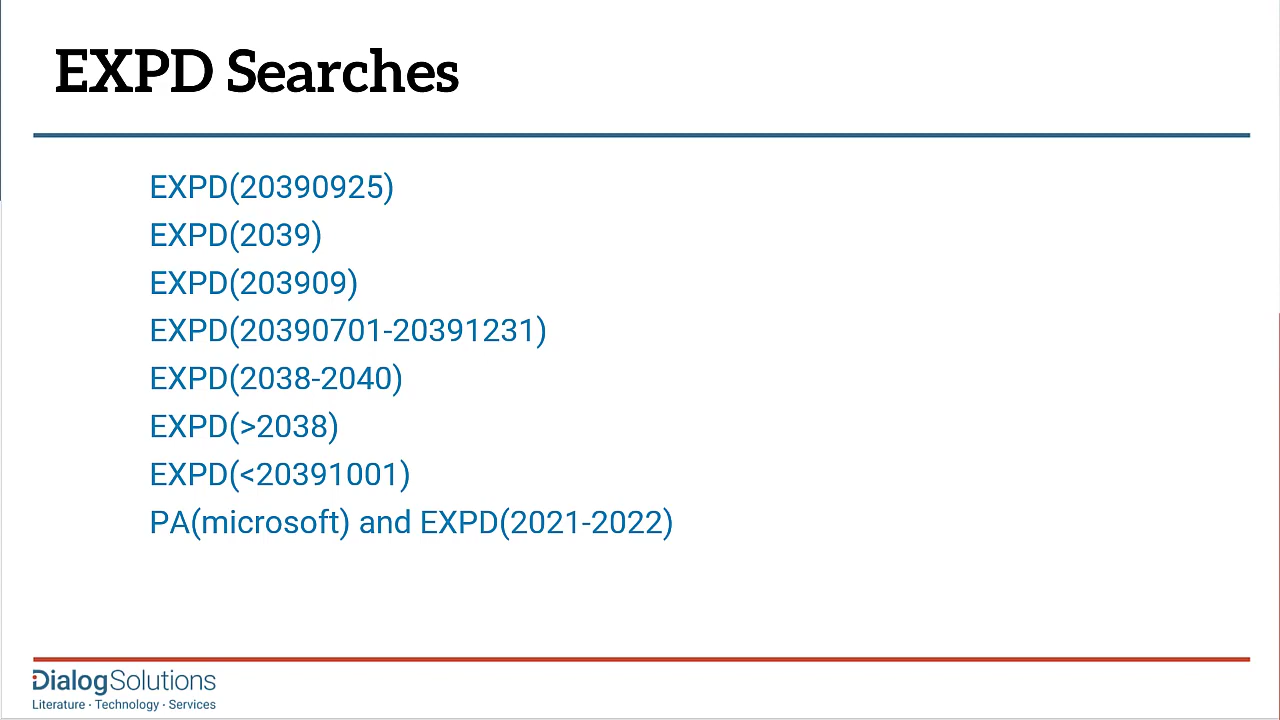 EXPD Searches
EXPD(20390925)
EXPD(2039)
EXPD(203909)
EXPD(20390701-20391231)
EXPD(2038-2040)
EXPD(>2038)
EXPD(<20391001)
PA(microsoft) and EXPD(2021-2022)
DialogSolutions
Literature · Technology · Services